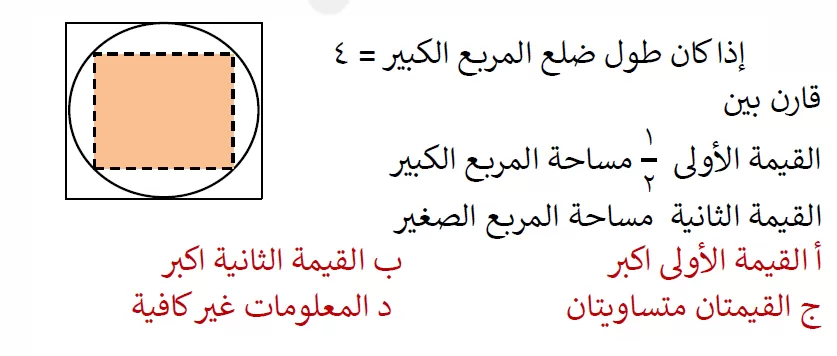 إذا كان طول ضلع المربع الكبير = ٤
قارن بين
القيمة الأولى ١/٢ مساحة المربع الكبير
القيمة الثانية مساحة المربع الصغير
أ القيمة الأولى اكبر ب القيمة الثانية اكبر
ج القيمتان متساويتان د المعلومات غير كافية